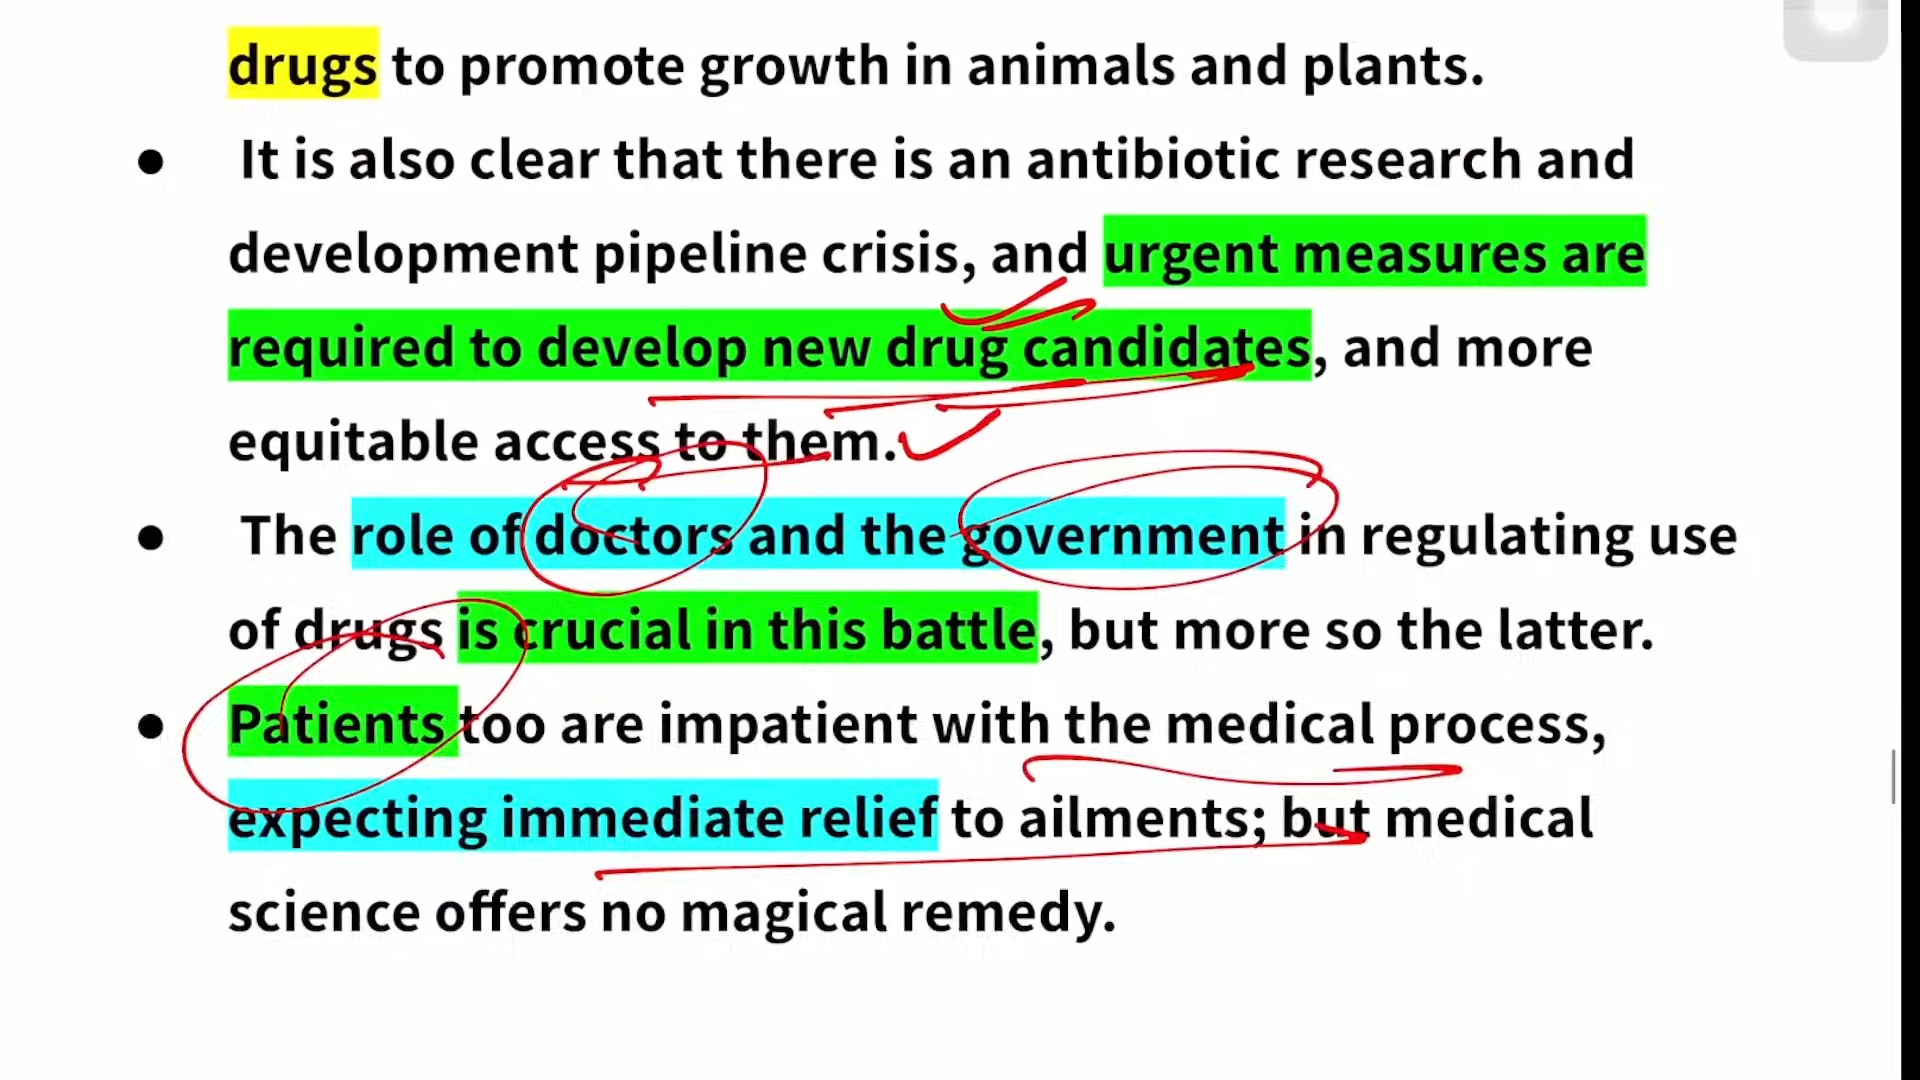 drugs to promote growth in animals and plants.
● It is also clear that there is an antibiotic research and
development pipeline crisis, and urgent measures are
required to develop new drug candidates, and more
equitable access to them.
● The role of doctors and the government in regulating use
of drugs is crucial in this battle, but more so the latter.
● Patients too are impatient with the medical process,
expecting immediate relief to ailments; but medical
science offers no magical remedy.